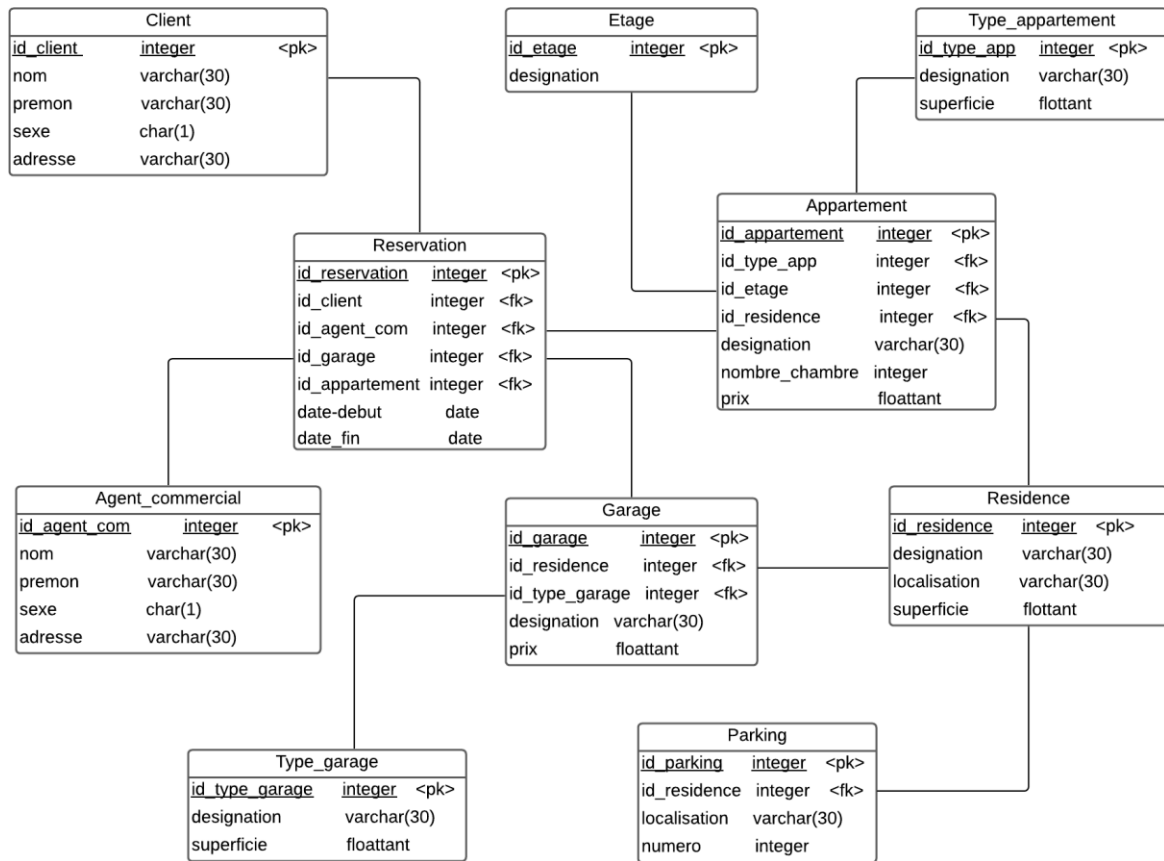 Client
id_client integer <pk>
nom varchar(30)
premon varchar(30)
sexe char(1)
adresse varchar(30)
Etage
id_etage integer <pk>
designation
Type_appartement
id_type_app integer <pk>
designation varchar(30)
superficie flottant
Appartement
id_appartement integer <pk>
id_type_app integer <fk>
id_etage integer <fk>
id_residence integer <fk>
designation varchar(30)
nombre_chambre integer
prix floattant
Reservation
id_reservation integer <pk>
id_client integer <fk>
id_agent_com integer <fk>
id_garage integer <fk>
id_appartement integer <fk>
date-debut date
date_fin date
Agent_commercial
id_agent_com integer <pk>
nom varchar(30)
premon varchar(30)
sexe char(1)
adresse varchar(30)
Garage
id_garage integer <pk>
id_residence integer <fk>
id_type_garage integer <fk>
designation varchar(30)
prix floattant
Residence
id_residence integer <pk>
designation varchar(30)
localisation varchar(30)
superficie flottant
Type_garage
id_type_garage integer <pk>
designation varchar(30)
superficie floattant
Parking
id_parking integer <pk>
id_residence integer <fk>
localisation varchar(30)
numero integer